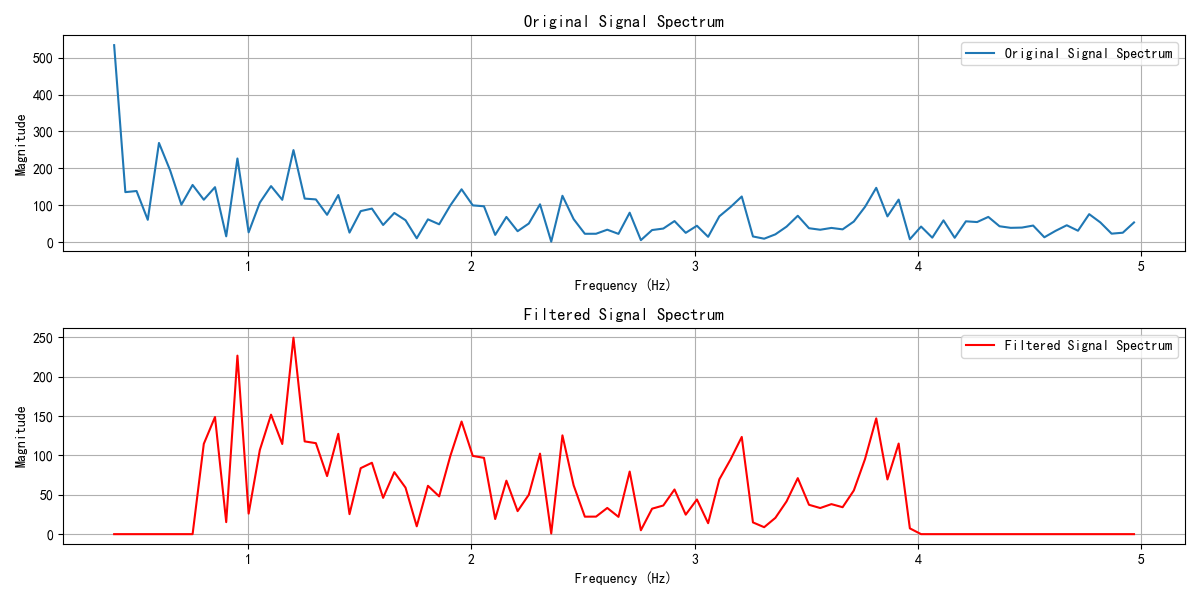 Original Signal Spectrum
Original Signal Spectrum
Magnitude
500
400
300
200
100
0
1
2
3
4
5
Frequency (Hz)
Filtered Signal Spectrum
Filtered Signal Spectrum
Magnitude
250
200
150
100
50
0
1
2
3
4
5
Frequency (Hz)